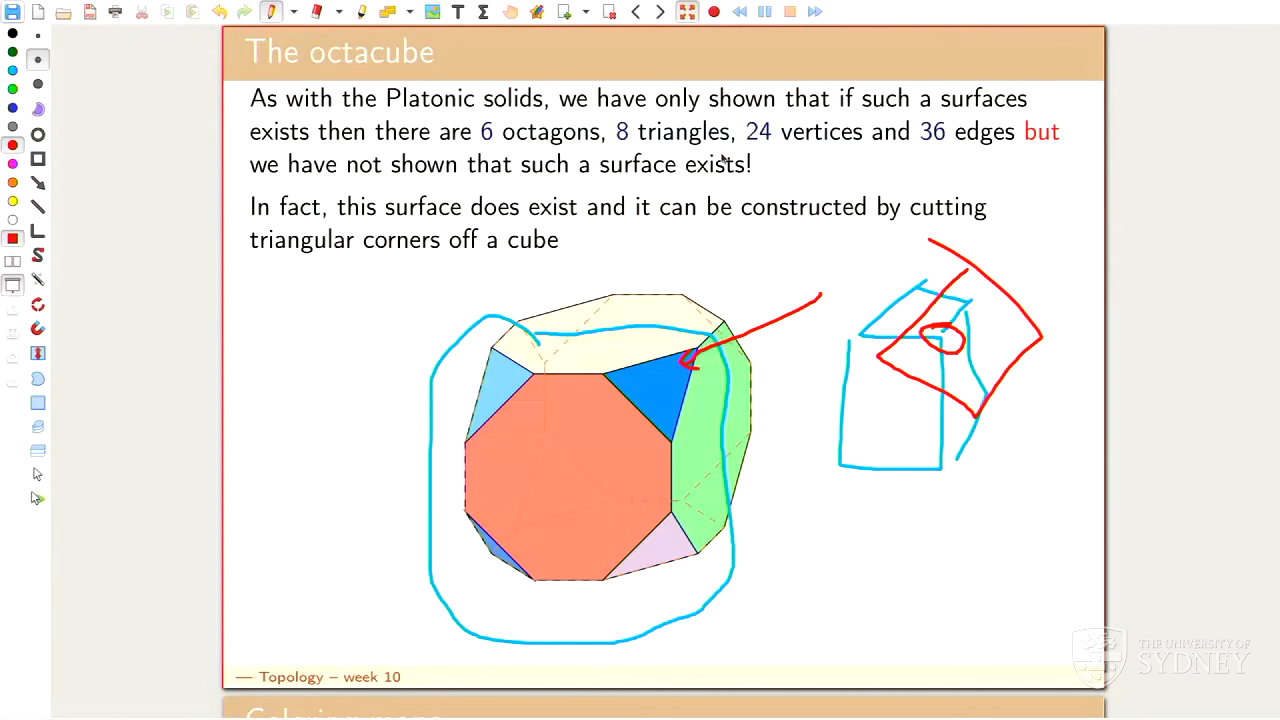 The octacube
As with the Platonic solids, we have only shown that if such a surfaces
exists then there are 6 octagons, 8 triangles, 24 vertices and 36 edges but
we have not shown that such a surface exists!
In fact, this surface does exist and it can be constructed by cutting
triangular corners off a cube
THE UNIVERSITY OF
SYDNEY
— Topology – week 10